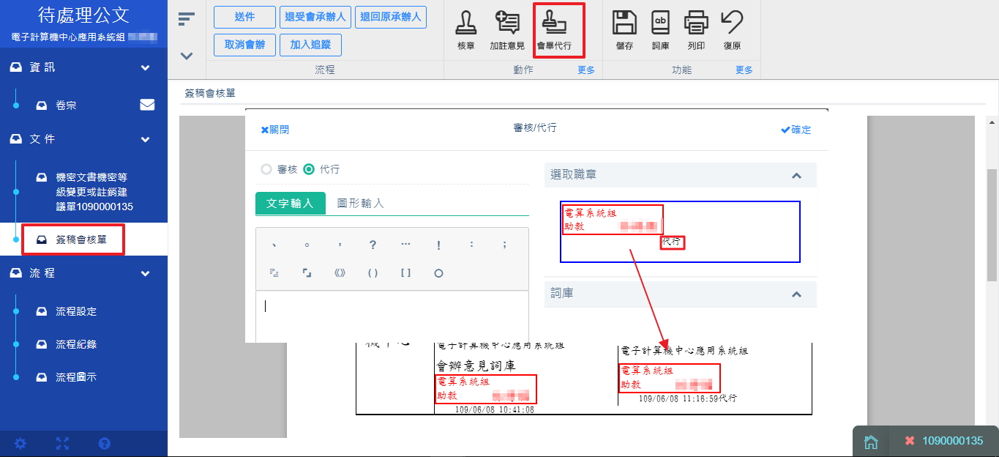 待處理公文
電子計算機中心應用系統組
資訊
卷宗
文件
機密文書機密等
級變更或註銷建
議單1090000135
簽稿會核單
流程
流程設定
流程紀錄
流程圖示
送件
退受會承辦人
退回原承辦人
取消會辦
加入追蹤
流程
核章
加註意見
會畢代行
動作
更多
儲存
詞庫
列印
復原
功能
更多
簽稿會核單
關閉
審核/代行
確定
審核
代行
文字輸入
圖形輸入
、 。 , ? … ! : ;
『』 「」 《》 ( ) [ ] ○
選取職章
電算系統組
助教
代行
詞庫
電子計算機中心應用系統組
會辦意見詞庫
電算系統組
助教
109/06/08 10:41:08
電子計算機中心應用系統組
電算系統組
助教
109/06/08 11:16:59代行
1090000135